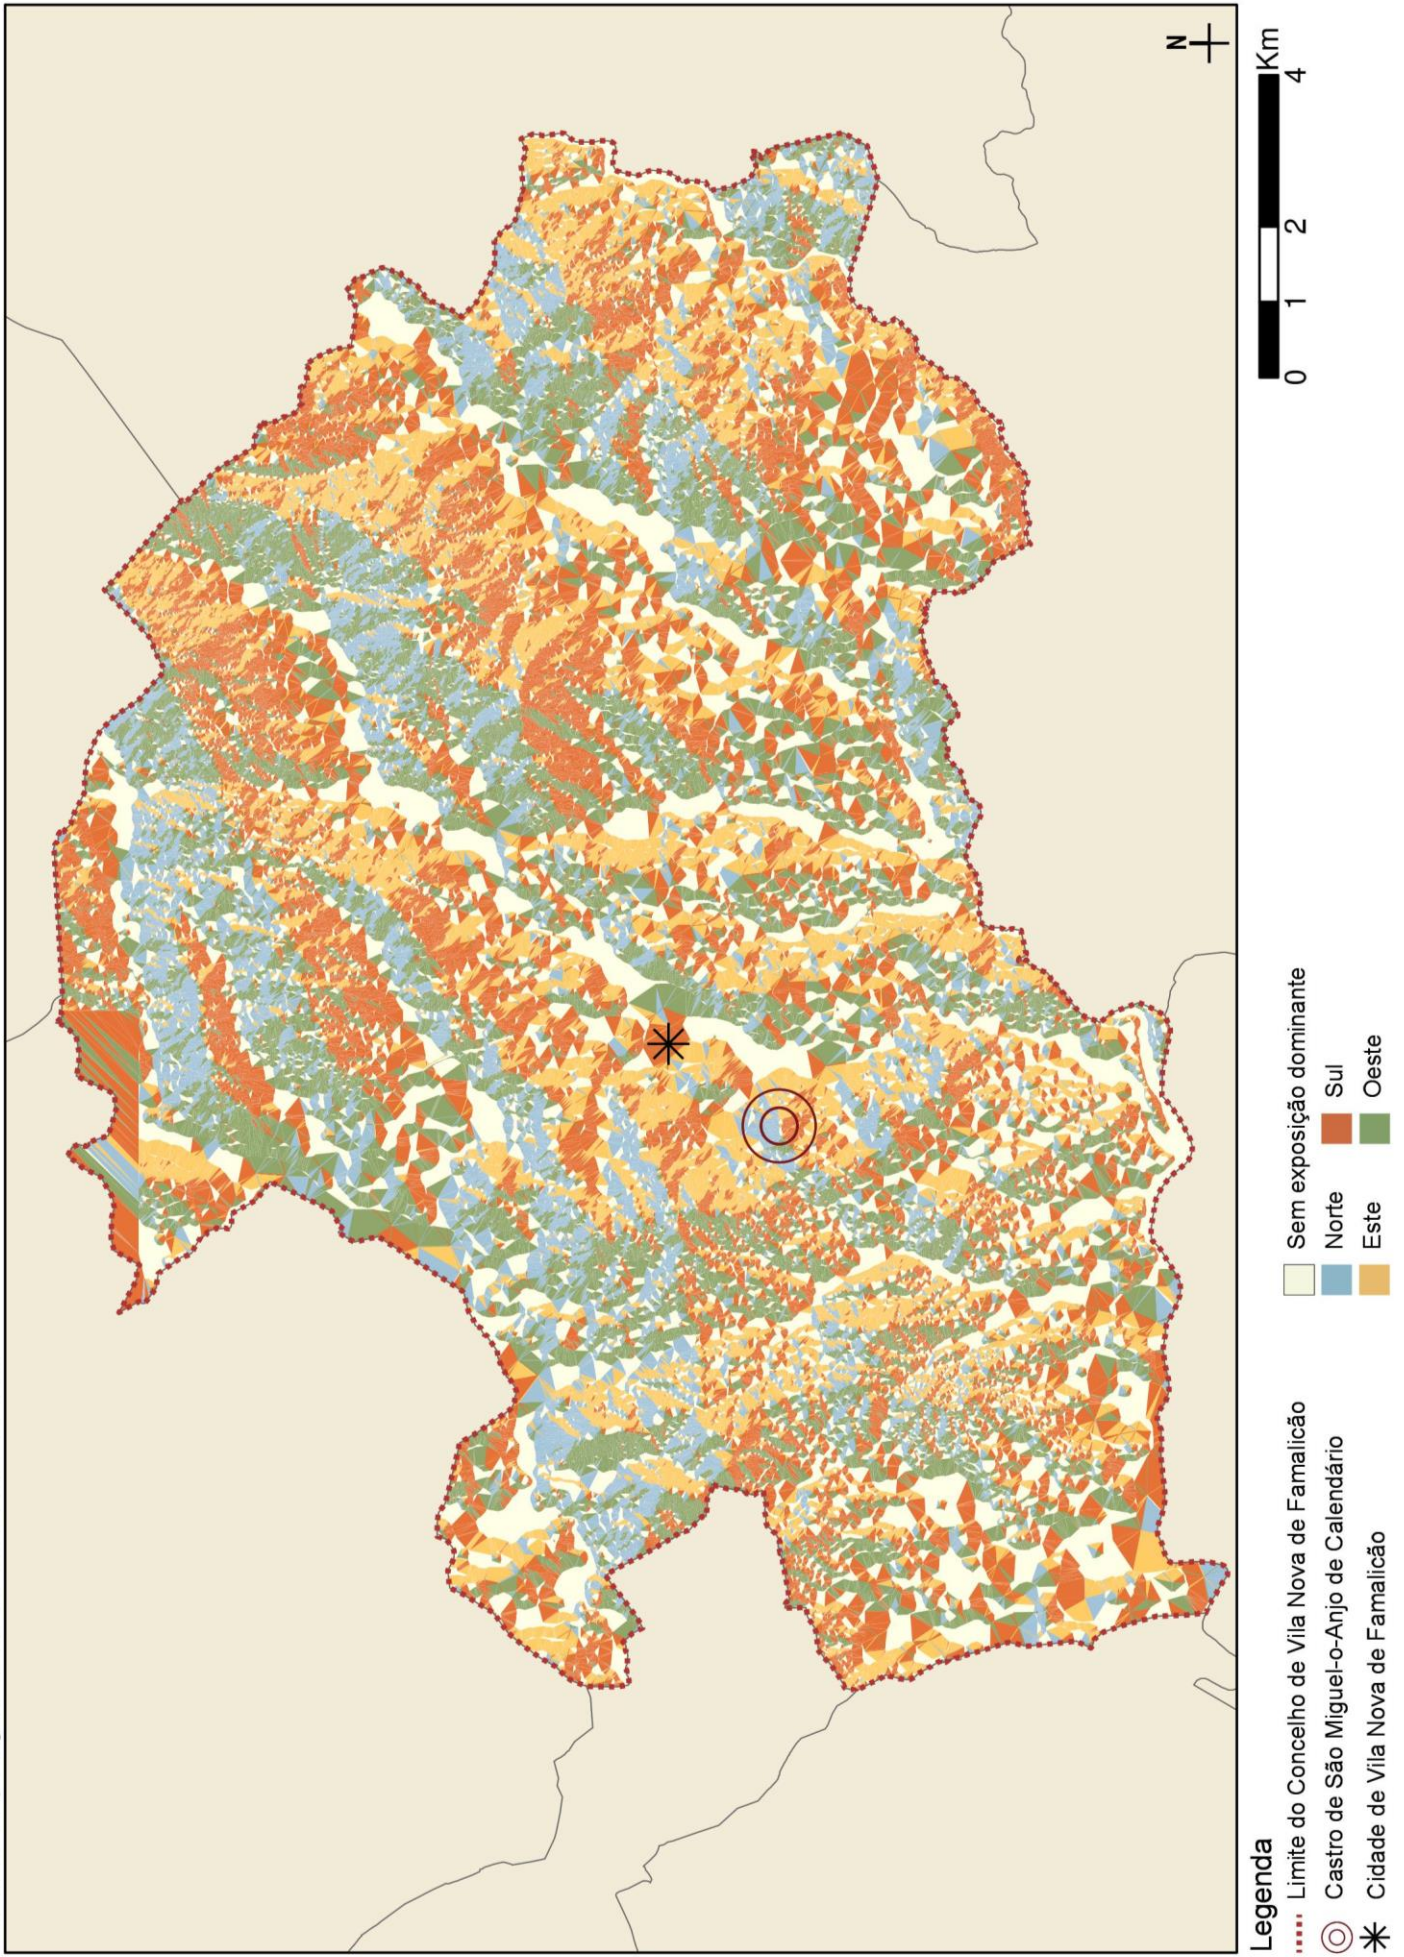 N
Km
0 1 2 4
Legenda
Limite do Concelho de Vila Nova de Famalicão
Castro de São Miguel-o-Anjo de Calendário
Cidade de Vila Nova de Famalicão
Sem exposição dominante
Norte Sul
Este Oeste